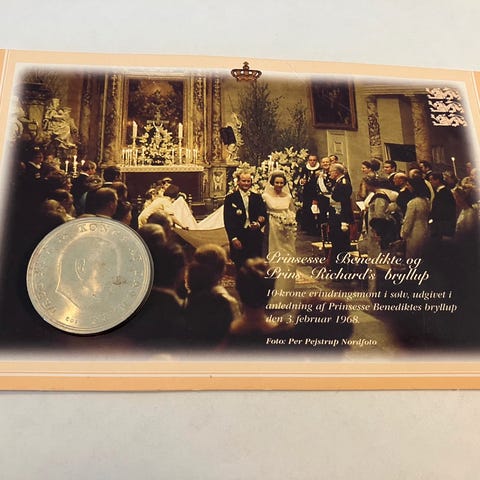 Prinsesse Benedikte og
Prins Richard's bryllup
10-krone erindringsmønt i sølv, udgivet i
anledning af Prinsesse Benediktes bryllup
den 3. februar 1968.
Foto: Per Pejstrup Nordfoto